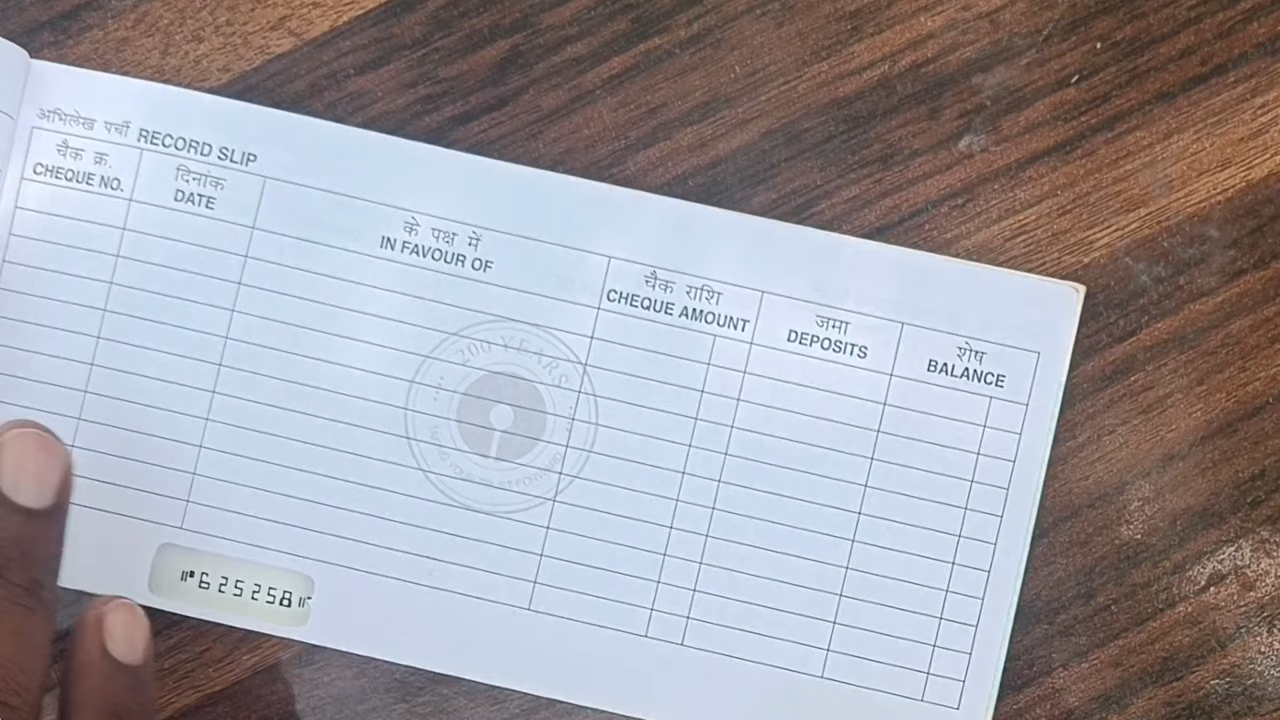 अभिलेख पर्ची RECORD SLIP
चैक क्र.
CHEQUE NO.
दिनांक
DATE
के पक्ष में
IN FAVOUR OF
चैक राशि
CHEQUE AMOUNT
जमा
DEPOSITS
शेष
BALANCE
200 YEARS
⑈625258⑈